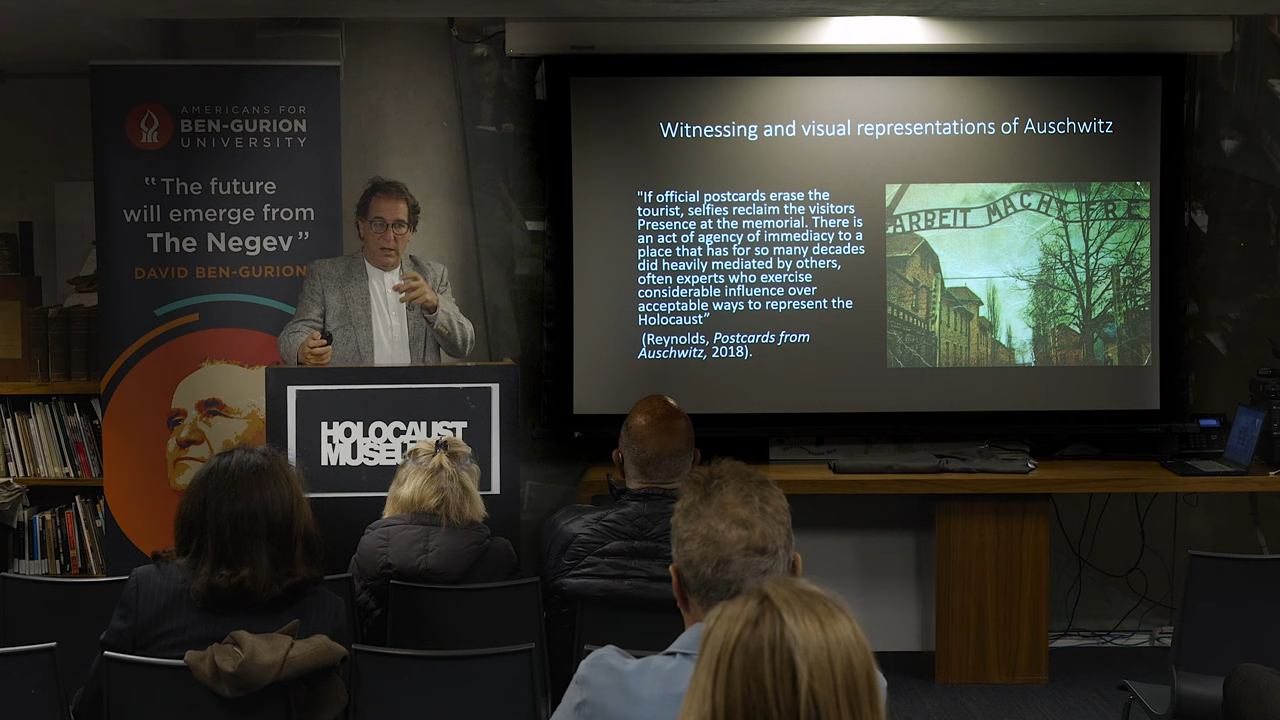 AMERICANS FOR
BEN-GURION
UNIVERSITY
"The future
will emerge from
The Negev"
DAVID BEN-GURION
HOLOCAUST
Witnessing and visual representations of Auschwitz
"If official postcards erase the
tourist, selfies reclaim the visitors
Presence at the memorial. There is
an act of agency of immediacy to a
place that has for so many decades
did heavily mediated by others,
often experts who exercise
considerable influence over
acceptable ways to represent the
Holocaust"
(Reynolds, Postcards from
Auschwitz, 2018).
ARBEIT MACHT FREI